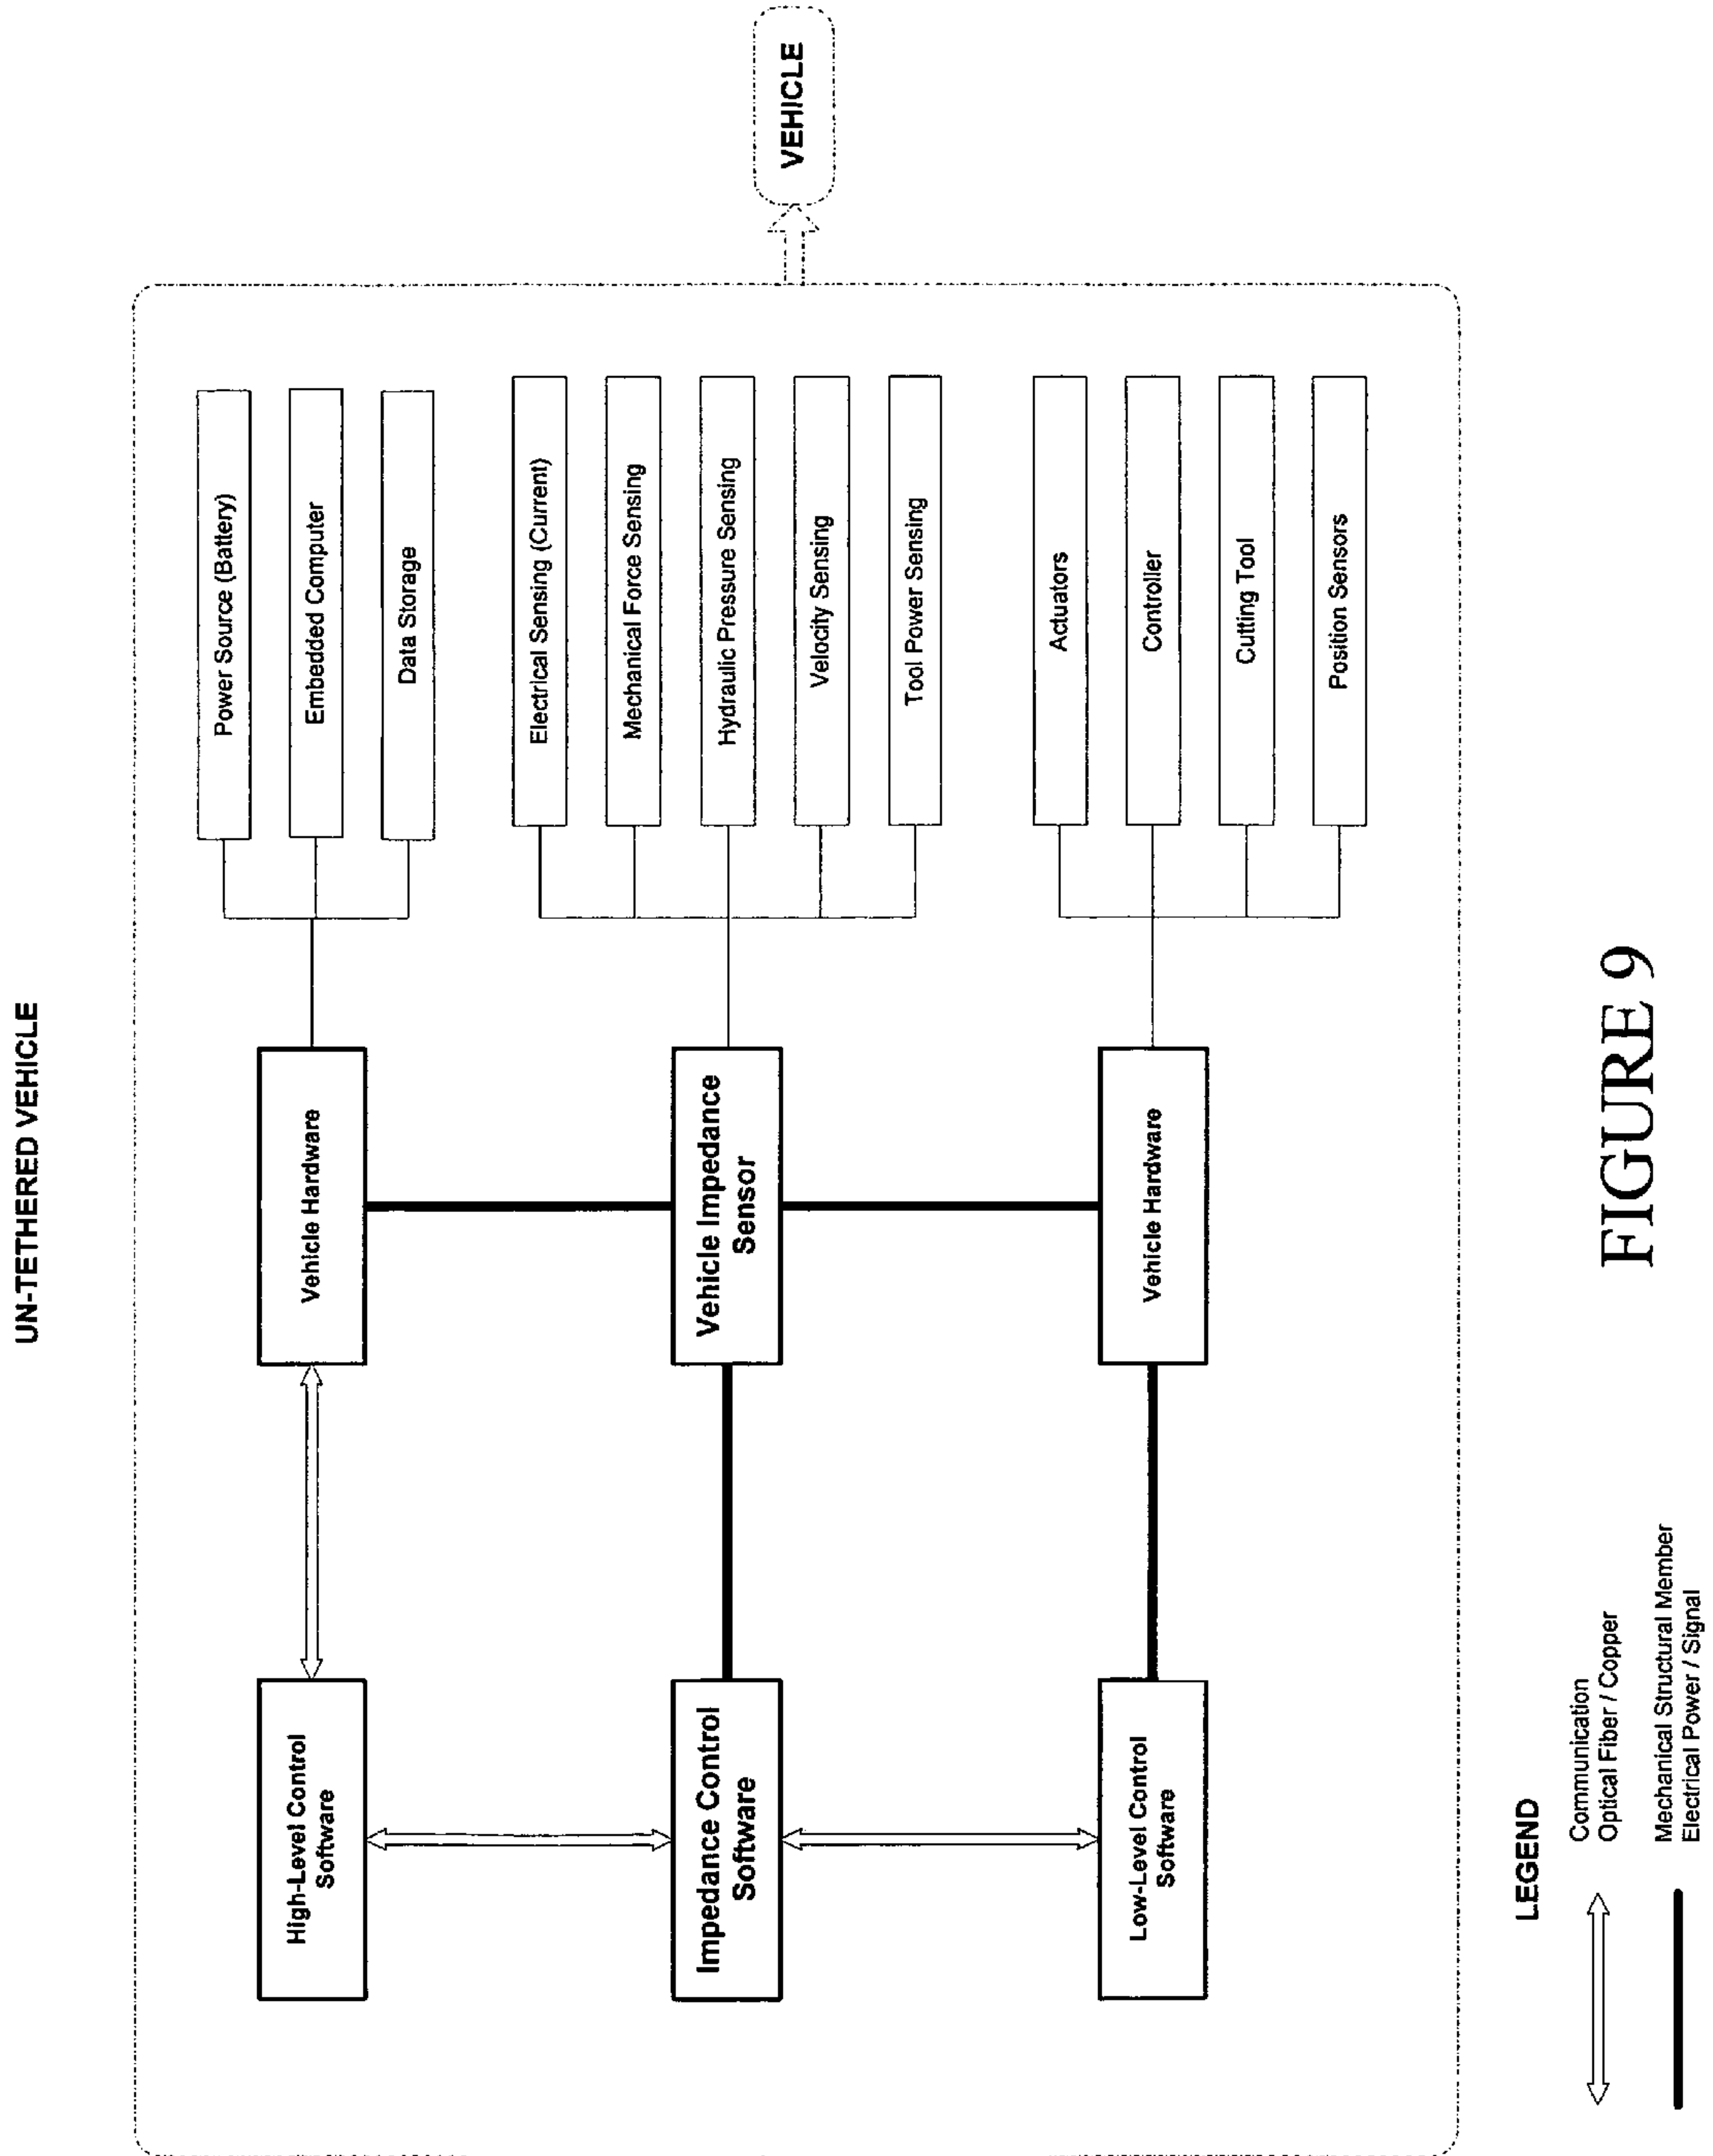 UN-TETHERED VEHICLE
High-Level Control
Software
Vehicle Hardware
Power Source (Battery)
Embedded Computer
Data Storage
Impedance Control
Software
Vehicle Impedance
Sensor
Electrical Sensing (Current)
Mechanical Force Sensing
Hydraulic Pressure Sensing
Velocity Sensing
Tool Power Sensing
Low-Level Control
Software
Vehicle Hardware
Actuators
Controller
Cutting Tool
Position Sensors
VEHICLE
LEGEND
Communication
Optical Fiber / Copper
Mechanical Structural Member
Electrical Power / Signal
FIGURE 9